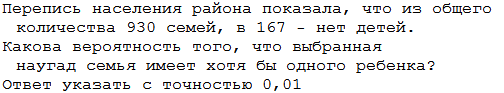 Перепись населения района показала, что из общего
количества 930 семей, в 167 - нет детей.
Какова вероятность того, что выбранная
наугад семья имеет хотя бы одного ребенка?
Ответ указать с точностью 0,01